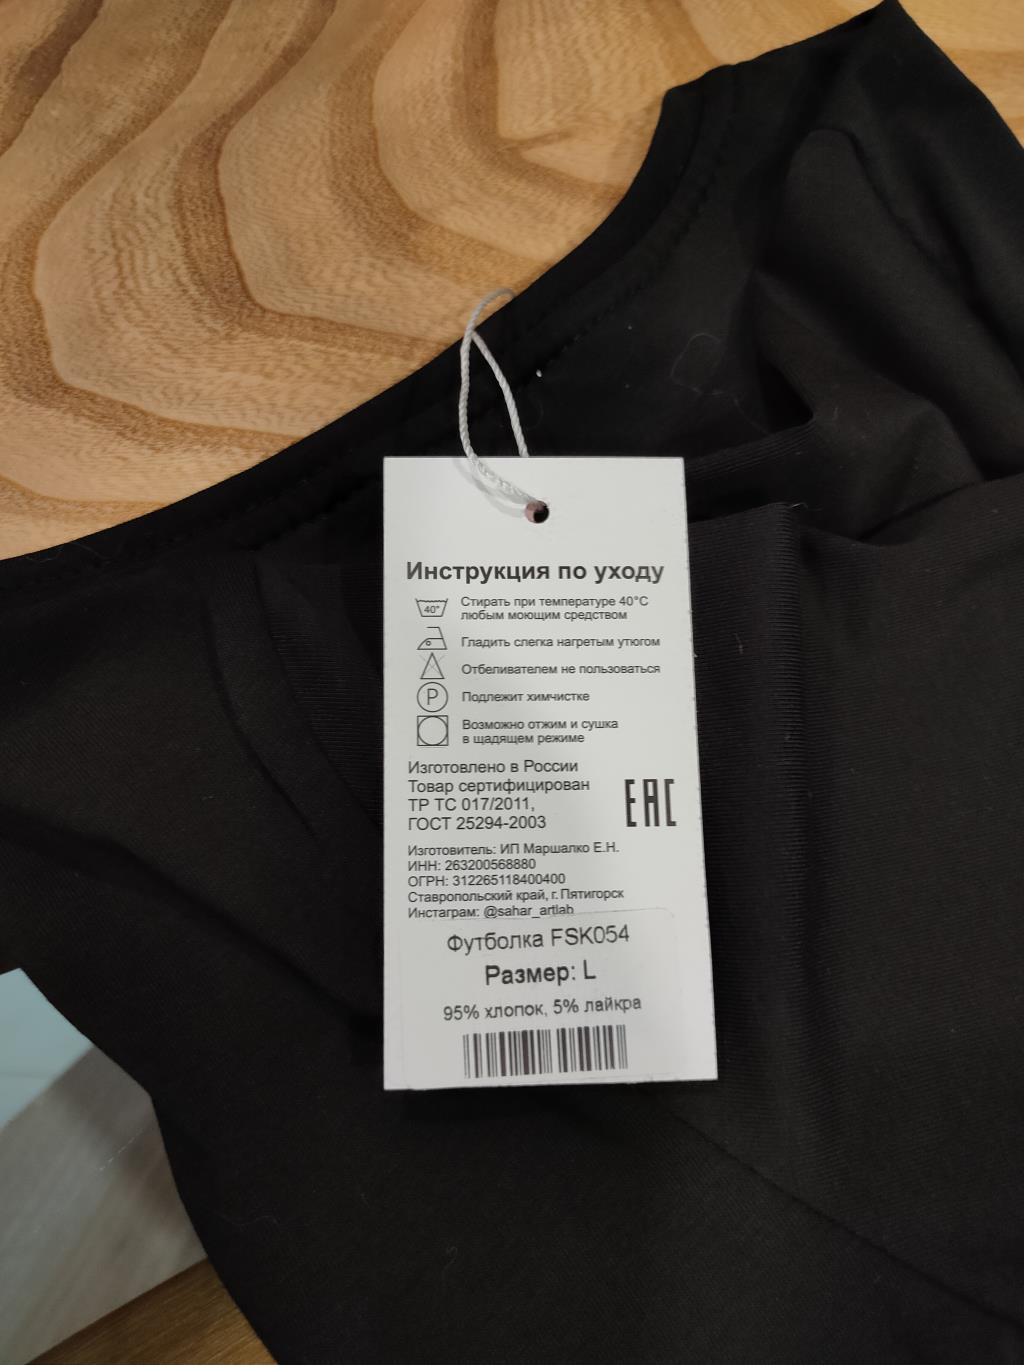 Инструкция по уходу
40°
Стирать при температуре 40°C
любым моющим средством
Гладить слегка нагретым утюгом
Отбеливателем не пользоваться
P
Подлежит химчистке
Возможно отжим и сушка
в щадящем режиме
Изготовлено в России
Товар сертифицирован
ТР ТС 017/2011,
ГОСТ 25294-2003
EAC
Изготовитель: ИП Маршалко Е.Н.
ИНН: 263200568880
ОГРН: 312265118400400
Ставропольский край, г. Пятигорск
Инстаграм: @sahar_artlab
Футболка FSK054
Размер: L
95% хлопок, 5% лайкра